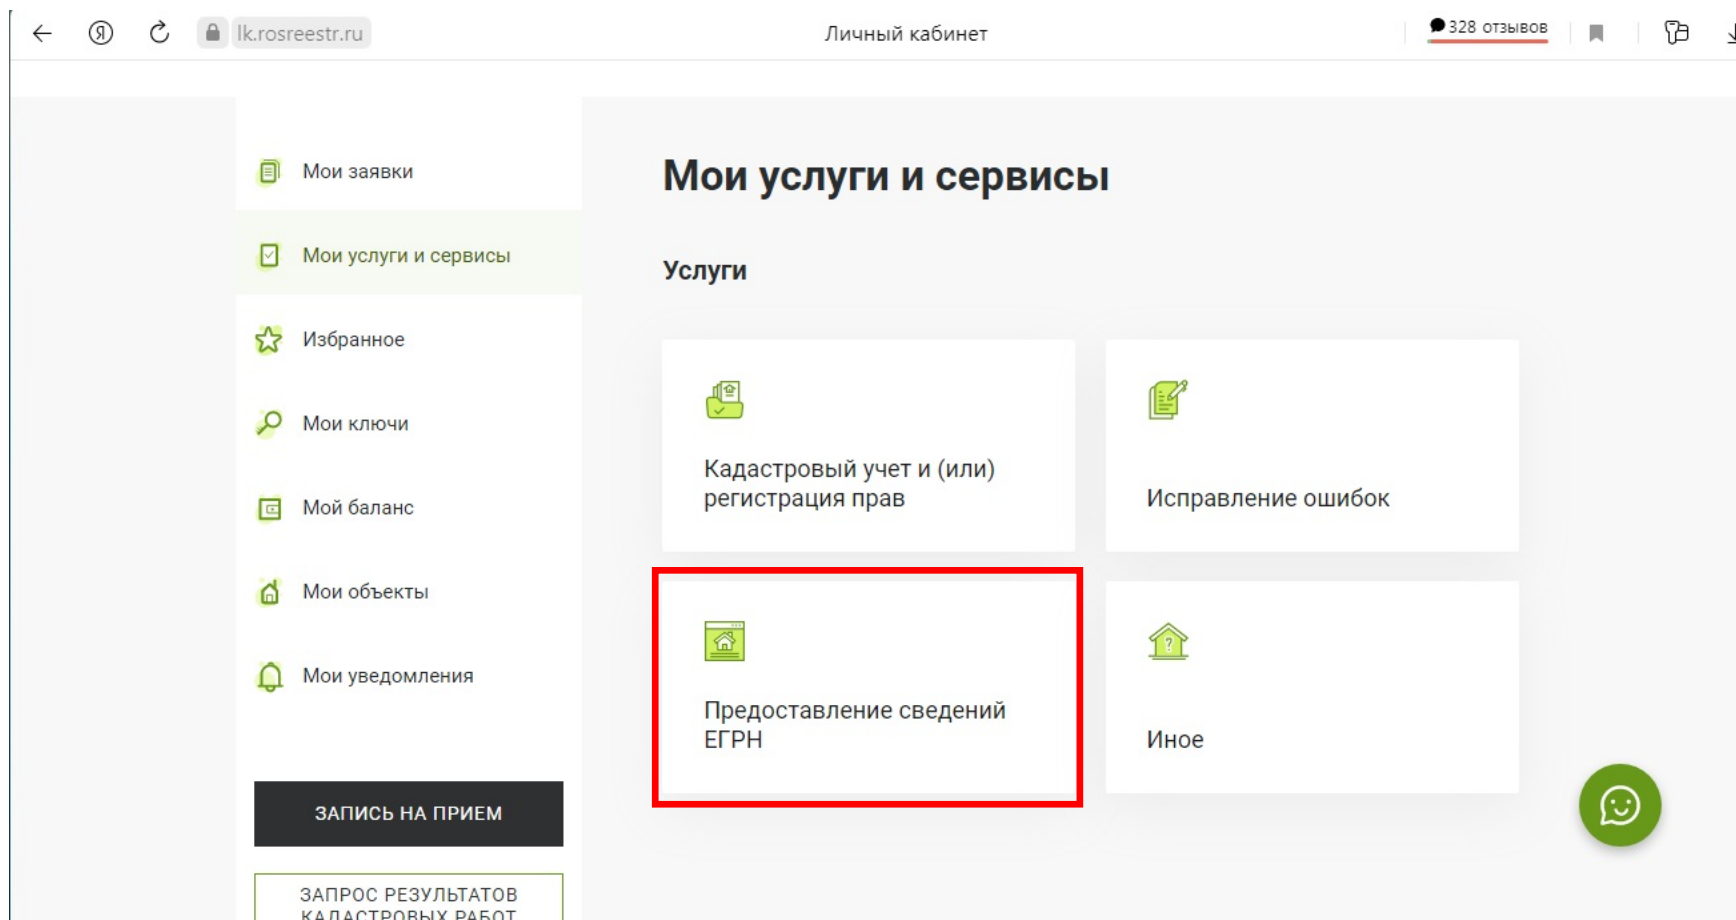 lk.rosreestr.ru
Личный кабинет
328 отзывов
Мои заявки
Мои услуги и сервисы
Избранное
Мои ключи
Мой баланс
Мои объекты
Мои уведомления
ЗАПИСЬ НА ПРИЕМ
ЗАПРОС РЕЗУЛЬТАТОВ
КАДАСТРОВЫХ РАБОТ
Мои услуги и сервисы
Услуги
Кадастровый учет и (или)
регистрация прав
Исправление ошибок
Предоставление сведений
ЕГРН
Иное